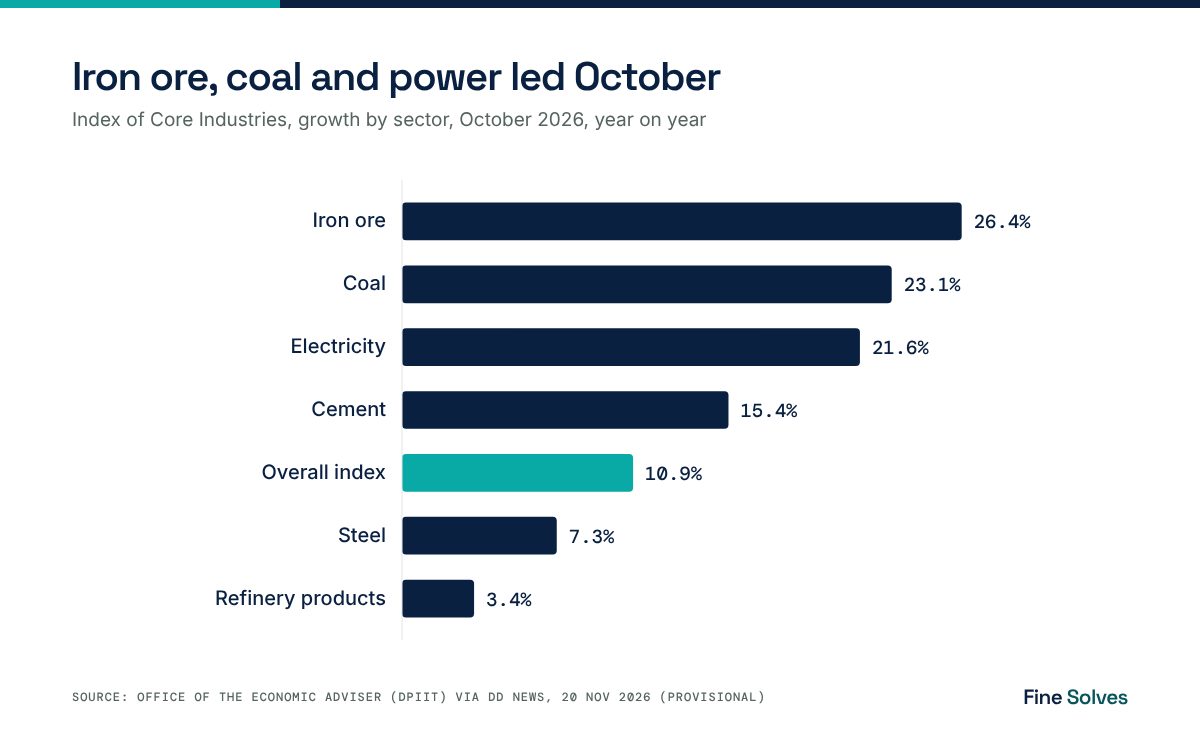 Iron ore, coal and power led October
Index of Core Industries, growth by sector, October 2026, year on year
Iron ore 26.4%
Coal 23.1%
Electricity 21.6%
Cement 15.4%
Overall index 10.9%
Steel 7.3%
Refinery products 3.4%
SOURCE: OFFICE OF THE ECONOMIC ADVISER (DPIIT) VIA DD NEWS, 20 NOV 2026 (PROVISIONAL)
Fine Solves